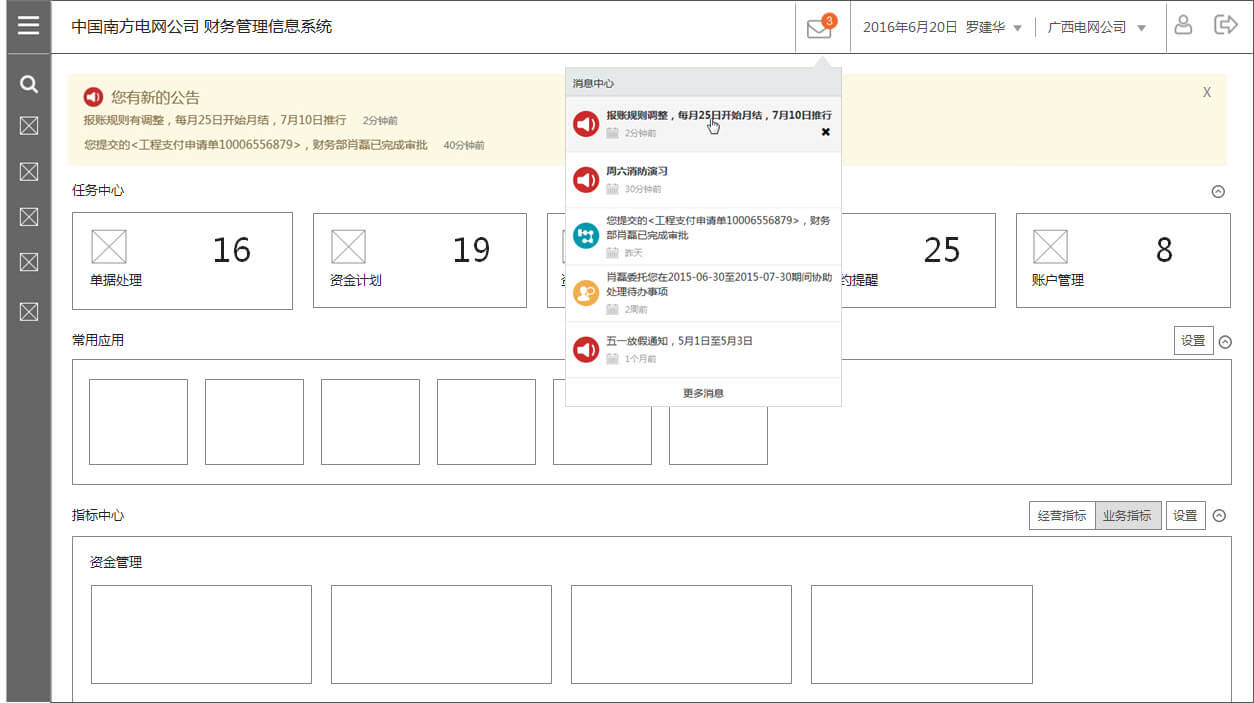 中国南方电网公司 财务管理信息系统
3
2016年6月20日 罗建华
广西电网公司
消息中心
报账规则调整，每月25日开始月结，7月10日推行
2分钟前
周六消防演习
30分钟前
您提交的<工程支付申请单10006556879>，财务
部肖磊已完成审批
昨天
肖磊委托您在2015-06-30至2015-07-30期间协助
处理待办事项
2周前
五一放假通知，5月1日至5月3日
1个月前
更多消息
您有新的公告
X
报账规则有调整，每月25日开始月结，7月10日推行 2分钟前
您提交的<工程支付申请单10006556879>，财务部肖磊已完成审批 40分钟前
任务中心
16
单据处理
19
资金计划
25
约提醒
8
账户管理
常用应用
设置
指标中心
经营指标
业务指标
设置
资金管理